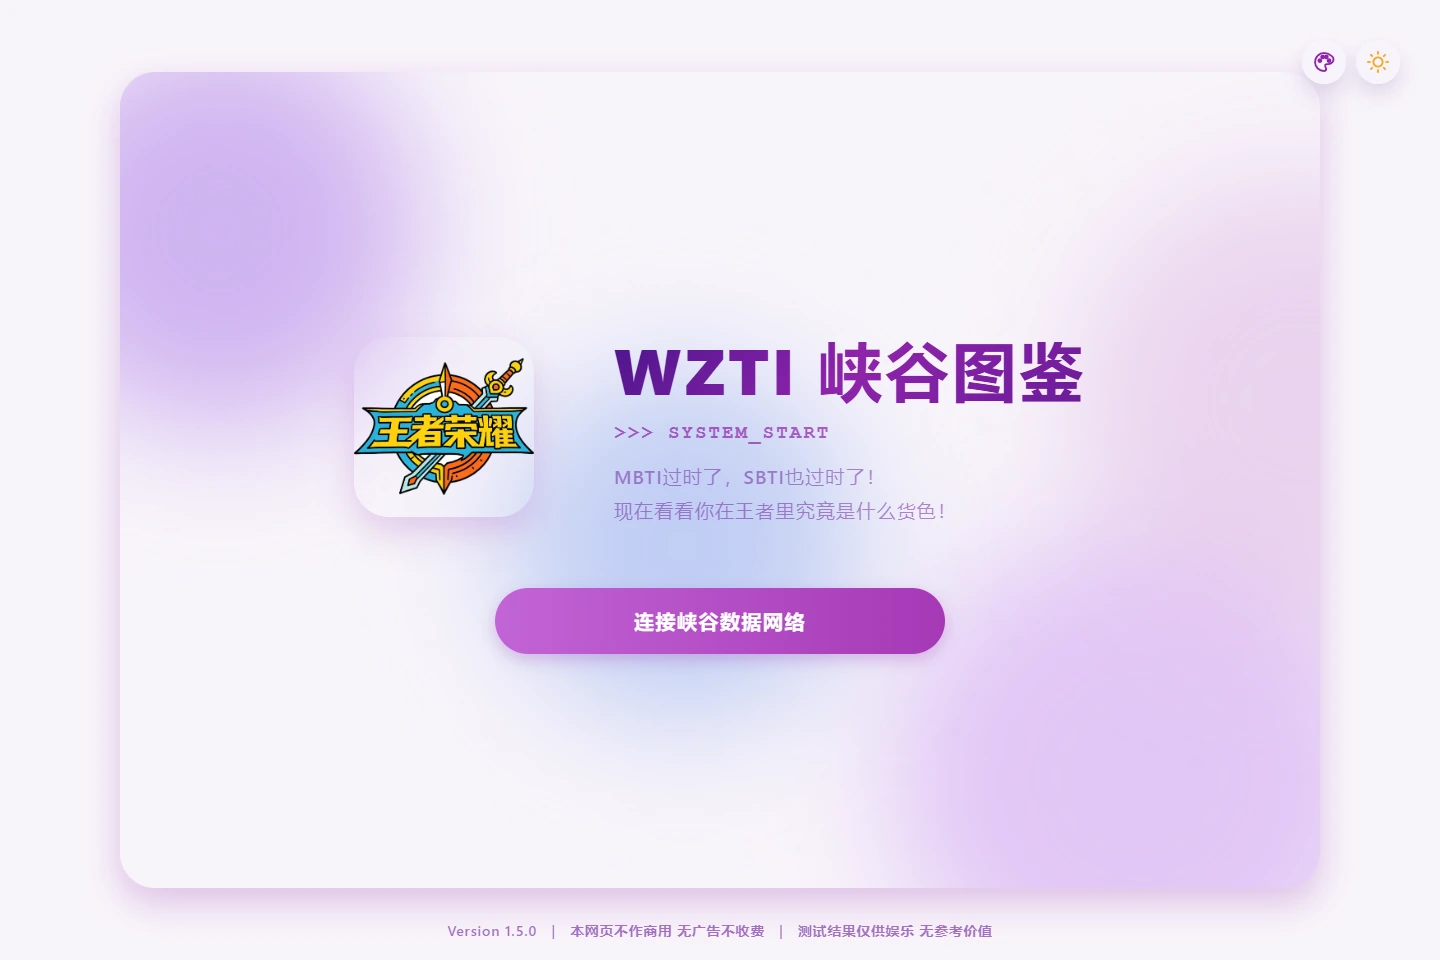 王者荣耀
WZTI 峡谷图鉴
>>> SYSTEM_START
MBTI过时了，SBTI也过时了！
现在看看你在王者里究竟是什么货色！
连接峡谷数据网络
Version 1.5.0 | 本网页不作商用 无广告不收费 | 测试结果仅供娱乐 无参考价值